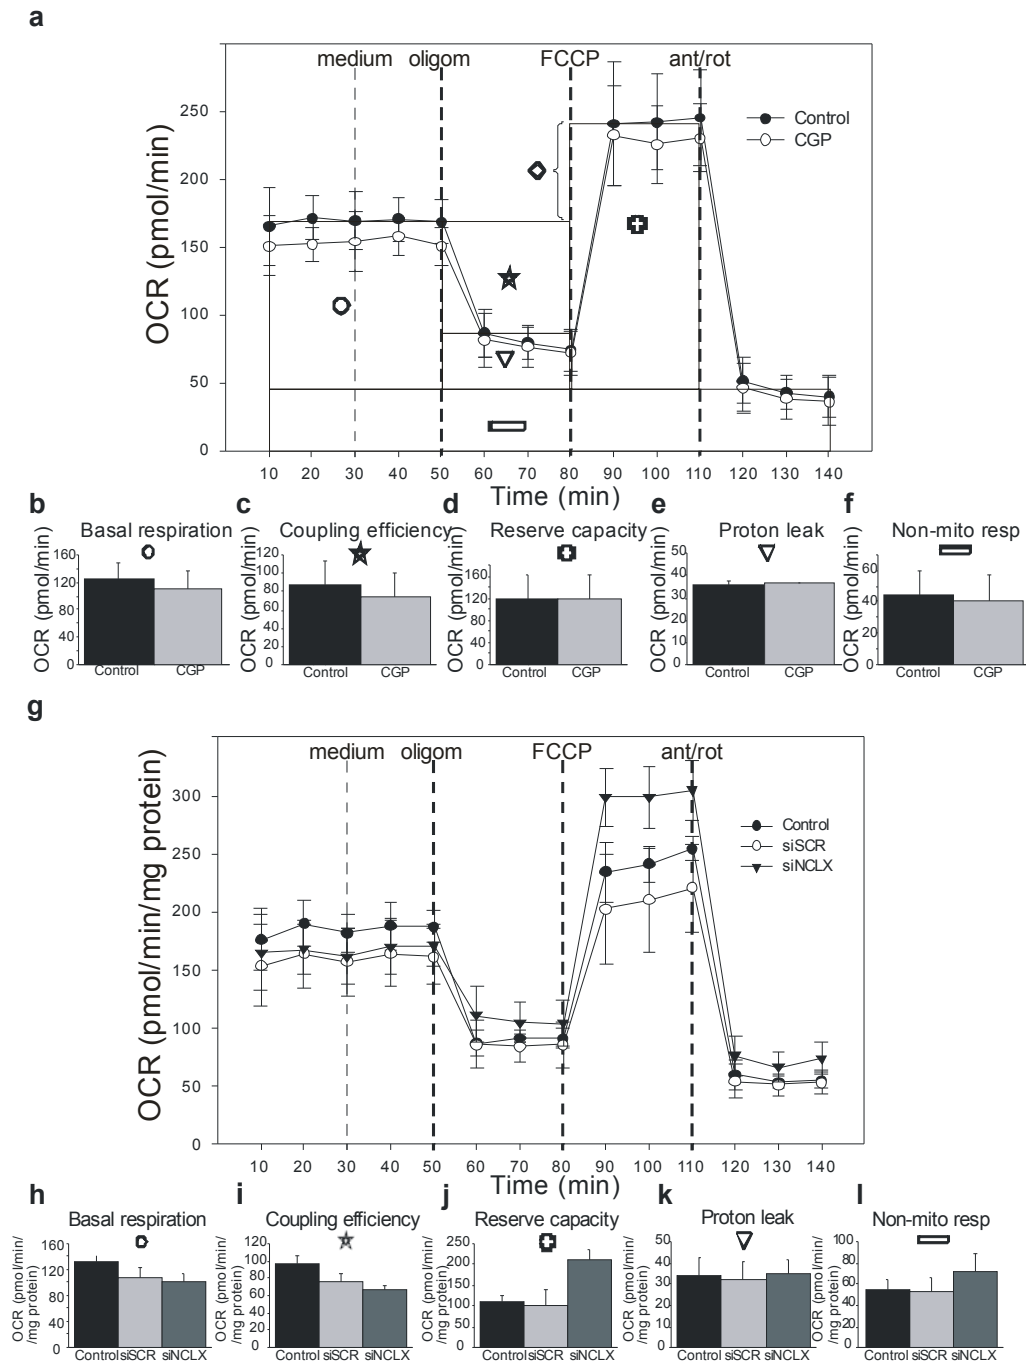 a
medium oligom FCCP ant/rot
Control
CGP
OCR (pmol/min)
250
200
150
100
50
0
10 20 30 40 50 60 70 80 90 100 110 120 130 140
Time (min)
b c d e f
Basal respiration
OCR (pmol/min)
160
120
80
40
0
Control CGP
Coupling efficiency
OCR (pmol/min)
120
100
80
60
40
20
0
Control CGP
Reserve capacity
OCR (pmol/min)
160
120
80
40
0
Control CGP
Proton leak
OCR (pmol/min)
50
40
30
20
10
0
Control CGP
Non-mito resp
OCR (pmol/min)
60
40
20
0
Control CGP
g
medium oligom FCCP ant/rot
Control
siSCR
siNCLX
OCR (pmol/min/mg protein)
300
250
200
150
100
50
0
10 20 30 40 50 60 70 80 90 100 110 120 130 140
Time (min)
h i j k l
Basal respiration
OCR (pmol/min/
/mg protein)
160
120
80
40
0
Control siSCR siNCLX
Coupling efficiency
OCR (pmol/min/
/mg protein)
120
100
80
60
40
20
0
Control siSCR siNCLX
Reserve capacity
OCR (pmol/min/
/mg protein)
250
200
150
100
50
0
Control siSCR siNCLX
Proton leak
OCR (pmol/min/
/mg protein)
50
40
30
20
10
0
Control siSCR siNCLX
Non-mito resp
OCR (pmol/min/
/mg protein)
100
80
60
40
20
0
Control siSCR siNCLX